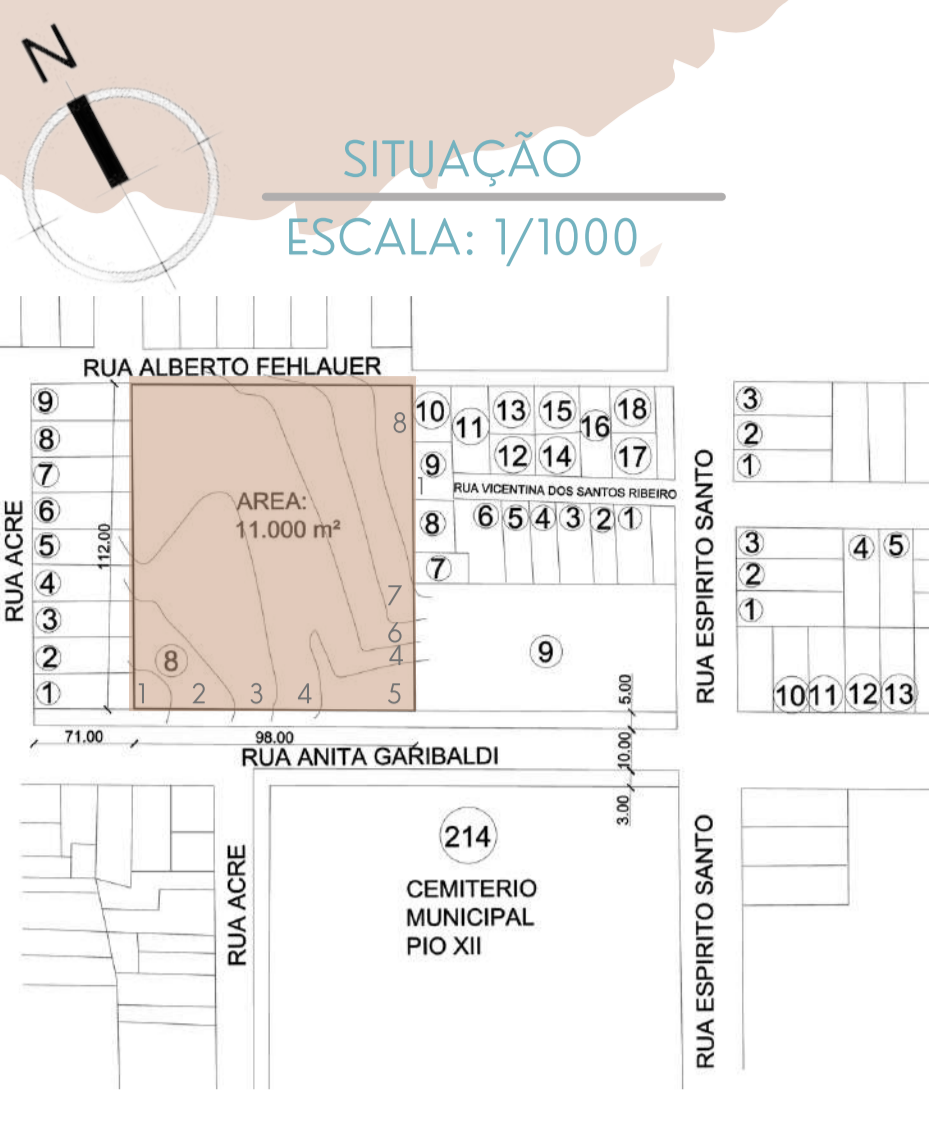 N
SITUAÇÃO
ESCALA: 1/1000
RUA ALBERTO FEHLAUER
9
8
7
6
5
4
3
2
1
RUA ACRE
112.00
AREA:
11.000 m²
8
7
6
4
8
1 2 3 4 5
10 11 13 15 16 18
12 14 17
9
1
RUA VICENTINA DOS SANTOS RIBEIRO
8 6 5 4 3 2 1
7
9
RUA ESPIRITO SANTO
3
2
1
3 4 5
2
1
10 11 12 13
5.00
10.00
3.00
71.00 98.00
RUA ANITA GARIBALDI
RUA ACRE
214
CEMITERIO
MUNICIPAL
PIO XII
RUA ESPIRITO SANTO